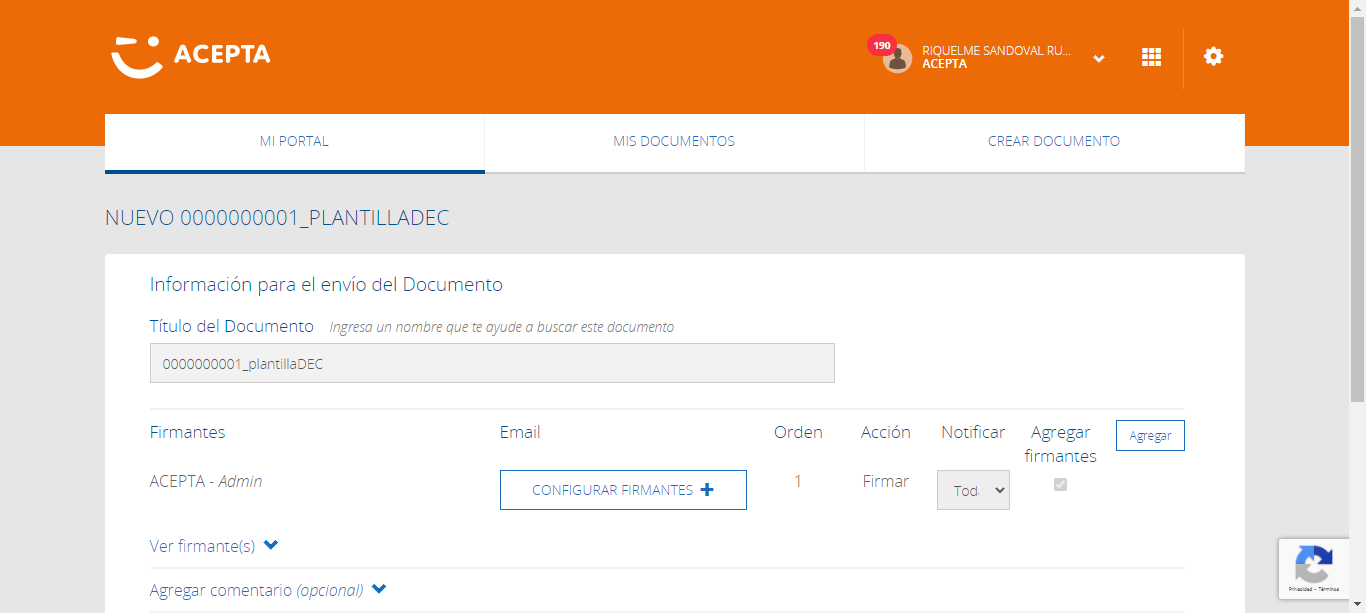 ACEPTA
190
RIQUELME SANDOVAL RU...
ACEPTA
MI PORTAL
MIS DOCUMENTOS
CREAR DOCUMENTO
NUEVO 0000000001_PLANTILLADEC
Información para el envío del Documento
Título del Documento Ingresa un nombre que te ayude a buscar este documento
0000000001_plantillaDEC
Firmantes Email Orden Acción Notificar Agregar firmantes Agregar
ACEPTA - Admin CONFIGURAR FIRMANTES 1 Firmar Tod
Ver firmante(s)
Agregar comentario (opcional)
Privacidad - Términos